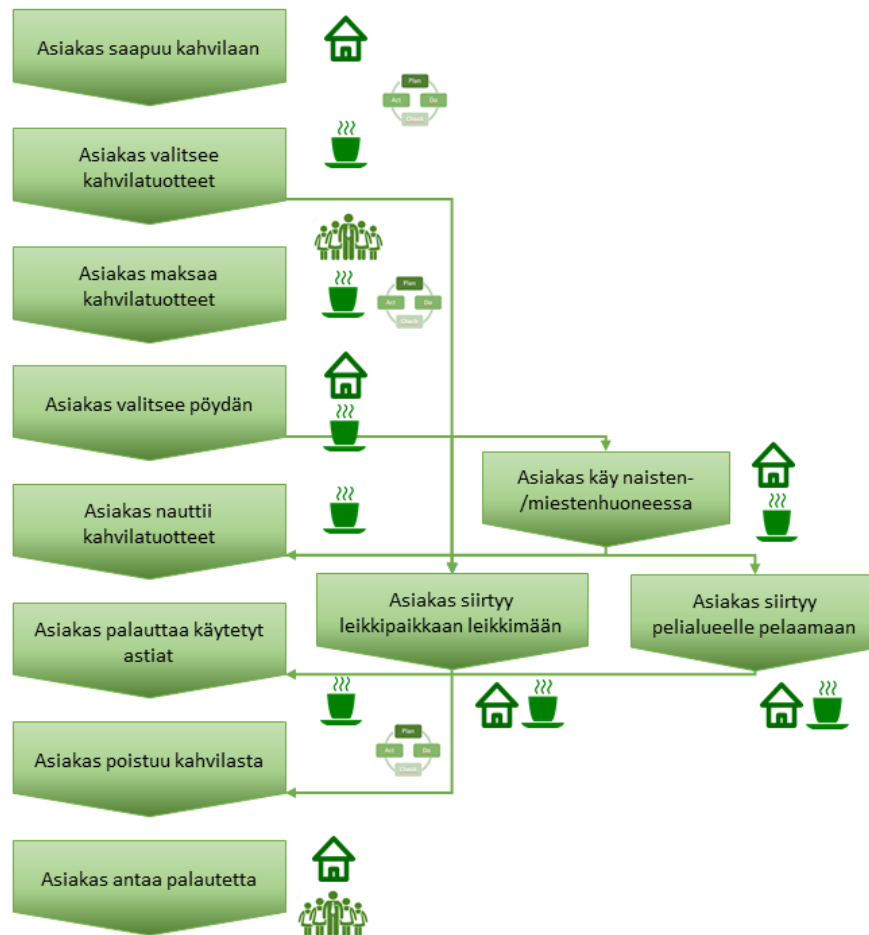 Asiakas saapuu kahvilaan
Plan
Act
Do
Check
Asiakas valitsee
kahvilatuotteet
Asiakas maksaa
kahvilatuotteet
Plan
Act
Do
Check
Asiakas valitsee pöydän
Asiakas käy naisten-
/miestenhuoneessa
Asiakas nauttii
kahvilatuotteet
Asiakas siirtyy
leikkipaikkaan leikkimään
Asiakas siirtyy
pelialueelle pelaamaan
Asiakas palauttaa käytetyt
astiat
Asiakas poistuu kahvilasta
Plan
Act
Do
Check
Asiakas antaa palautetta